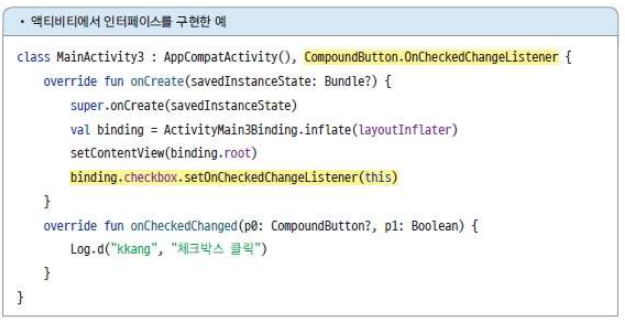 • 액티비티에서 인터페이스를 구현한 예
class MainActivity3 : AppCompatActivity(), CompoundButton.OnCheckedChangeListener {
    override fun onCreate(savedInstanceState: Bundle?) {
        super.onCreate(savedInstanceState)
        val binding = ActivityMain3Binding.inflate(layoutInflater)
        setContentView(binding.root)
        binding.checkbox.setOnCheckedChangeListener(this)
    }
    override fun onCheckedChanged(p0: CompoundButton?, p1: Boolean) {
        Log.d("kkang", "체크박스 클릭")
    }
}